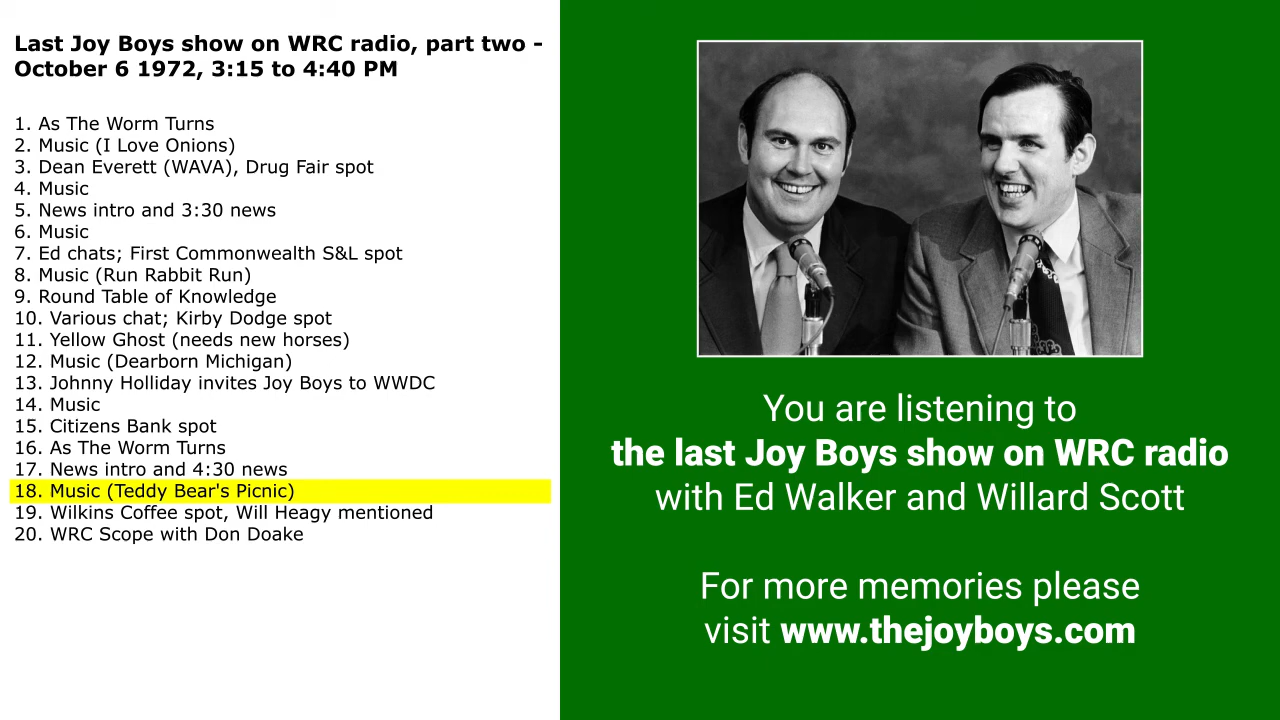 Last Joy Boys show on WRC radio, part two -
October 6 1972, 3:15 to 4:40 PM
1. As The Worm Turns
2. Music (I Love Onions)
3. Dean Everett (WAVA), Drug Fair spot
4. Music
5. News intro and 3:30 news
6. Music
7. Ed chats; First Commonwealth S&L spot
8. Music (Run Rabbit Run)
9. Round Table of Knowledge
10. Various chat; Kirby Dodge spot
11. Yellow Ghost (needs new horses)
12. Music (Dearborn Michigan)
13. Johnny Holliday invites Joy Boys to WWDC
14. Music
15. Citizens Bank spot
16. As The Worm Turns
17. News intro and 4:30 news
18. Music (Teddy Bear's Picnic)
19. Wilkins Coffee spot, Will Heagy mentioned
20. WRC Scope with Don Doake
You are listening to
the last Joy Boys show on WRC radio
with Ed Walker and Willard Scott
For more memories please
visit www.thejoyboys.com